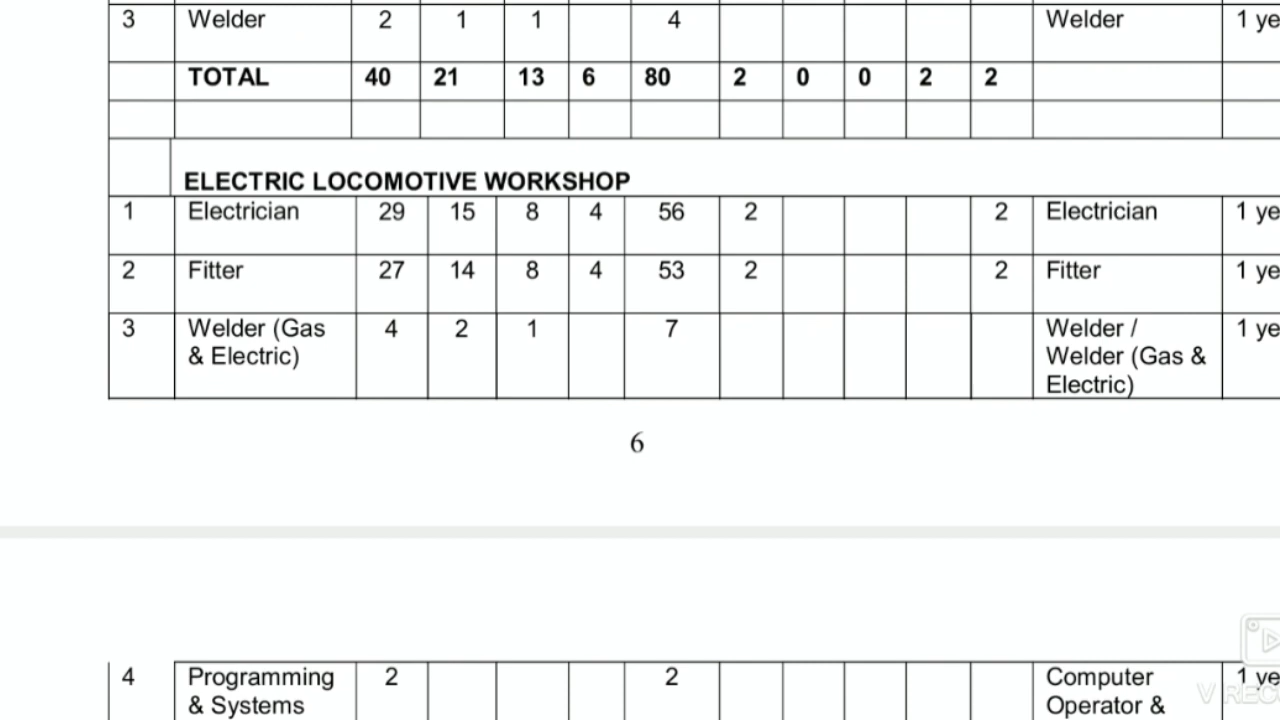 3 Welder 2 1 1 4 Welder 1 ye
TOTAL 40 21 13 6 80 2 0 0 2 2
ELECTRIC LOCOMOTIVE WORKSHOP
1 Electrician 29 15 8 4 56 2 2 Electrician 1 ye
2 Fitter 27 14 8 4 53 2 2 Fitter 1 ye
3 Welder (Gas 4 2 1 7 Welder / 1 ye
& Electric) Welder (Gas &
Electric)
6
4 Programming 2 2 Computer 1 ye
& Systems Operator &
V REC